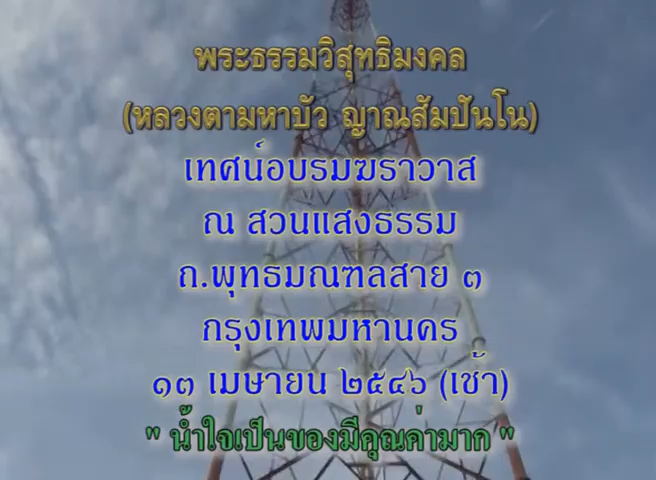 พระธรรมวิสุทธิมงคล
(หลวงตามหาบัว ญาณสัมปันโน)
เทศน์อบรมฆราวาส
ณ สวนแสงธรรม
ถ.พุทธมณฑลสาย ๓
กรุงเทพมหานคร
๑๓ เมษายน ๒๕๔๖ (เช้า)
" น้ำใจเป็นของมีคุณค่ามาก "